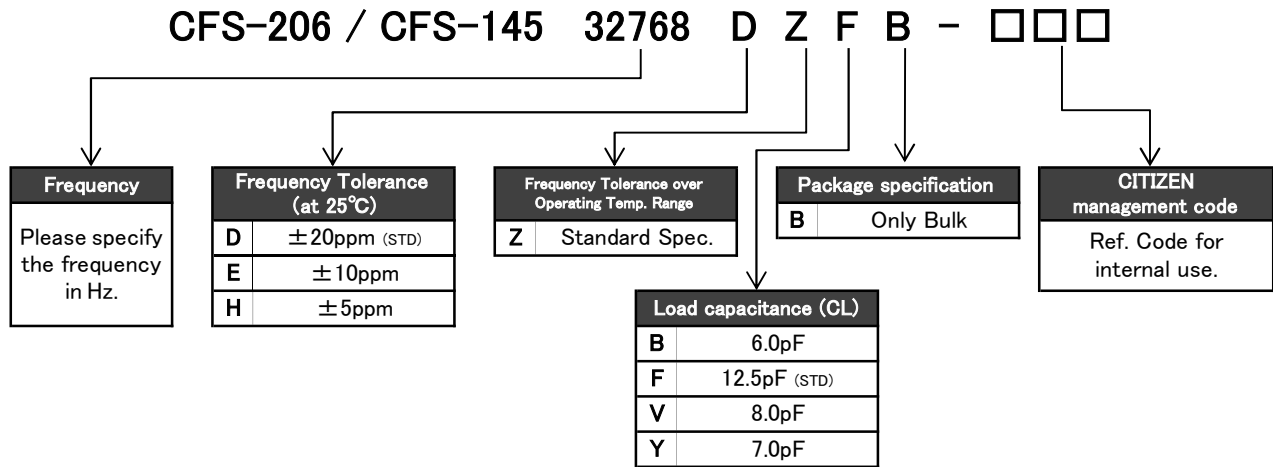 CFS-206 / CFS-145 32768 D Z F B - □□□
Frequency
Please specify
the frequency
in Hz.
Frequency Tolerance
(at 25℃)
D ±20ppm (STD)
E ±10ppm
H ±5ppm
Frequency Tolerance over
Operating Temp. Range
Z Standard Spec.
Load capacitance (CL)
B 6.0pF
F 12.5pF (STD)
V 8.0pF
Y 7.0pF
Package specification
B Only Bulk
CITIZEN
management code
Ref. Code for
internal use.